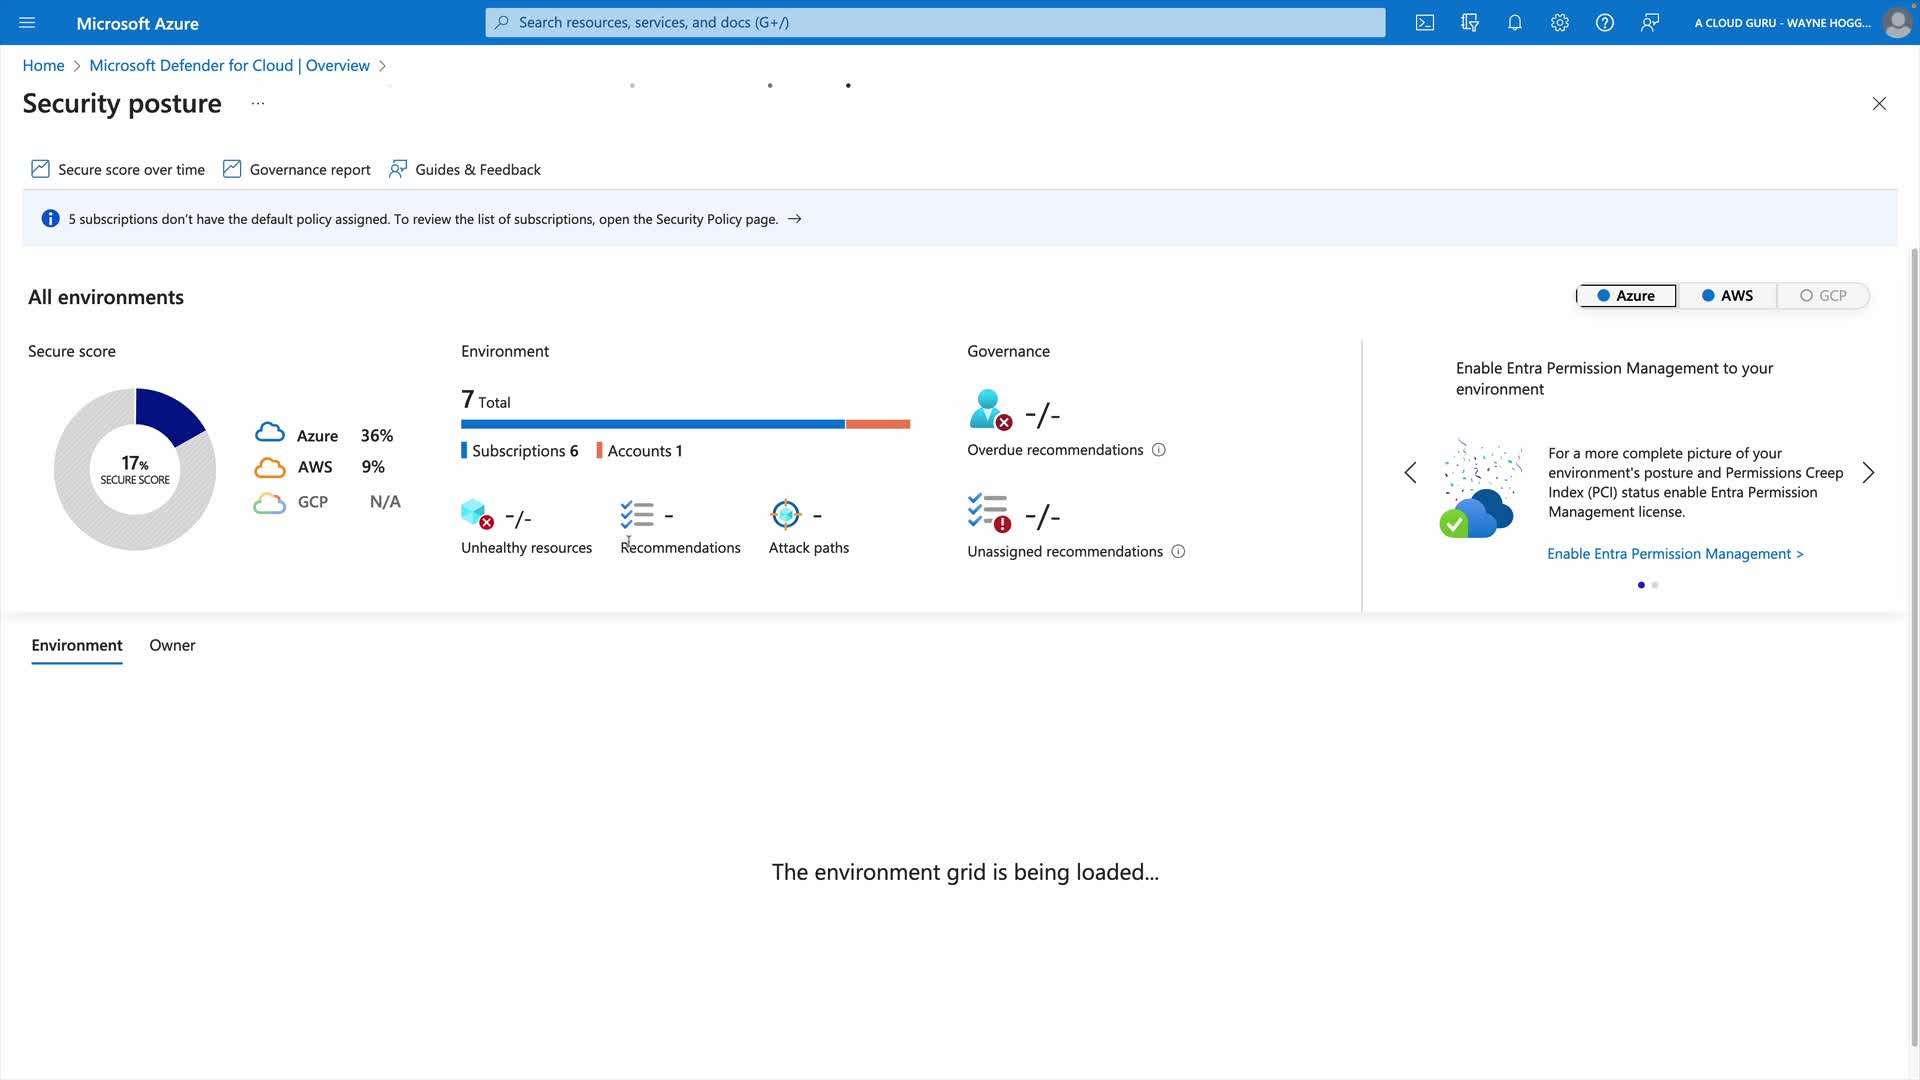 Microsoft Azure
Search resources, services, and docs (G+/)
A CLOUD GURU - WAYNE HOGG...
Home > Microsoft Defender for Cloud | Overview >
Security posture ...
Secure score over time
Governance report
Guides & Feedback
5 subscriptions don't have the default policy assigned. To review the list of subscriptions, open the Security Policy page. →
All environments
Azure
AWS
GCP
Secure score
17%
SECURE SCORE
Azure 36%
AWS 9%
GCP N/A
Environment
7 Total
Subscriptions 6
Accounts 1
-/-
Unhealthy resources
-
Recommendations
-
Attack paths
Governance
-/-
Overdue recommendations
-/-
Unassigned recommendations
Enable Entra Permission Management to your
environment
For a more complete picture of your
environment's posture and Permissions Creep
Index (PCI) status enable Entra Permission
Management license.
Enable Entra Permission Management >
Environment
Owner
The environment grid is being loaded...